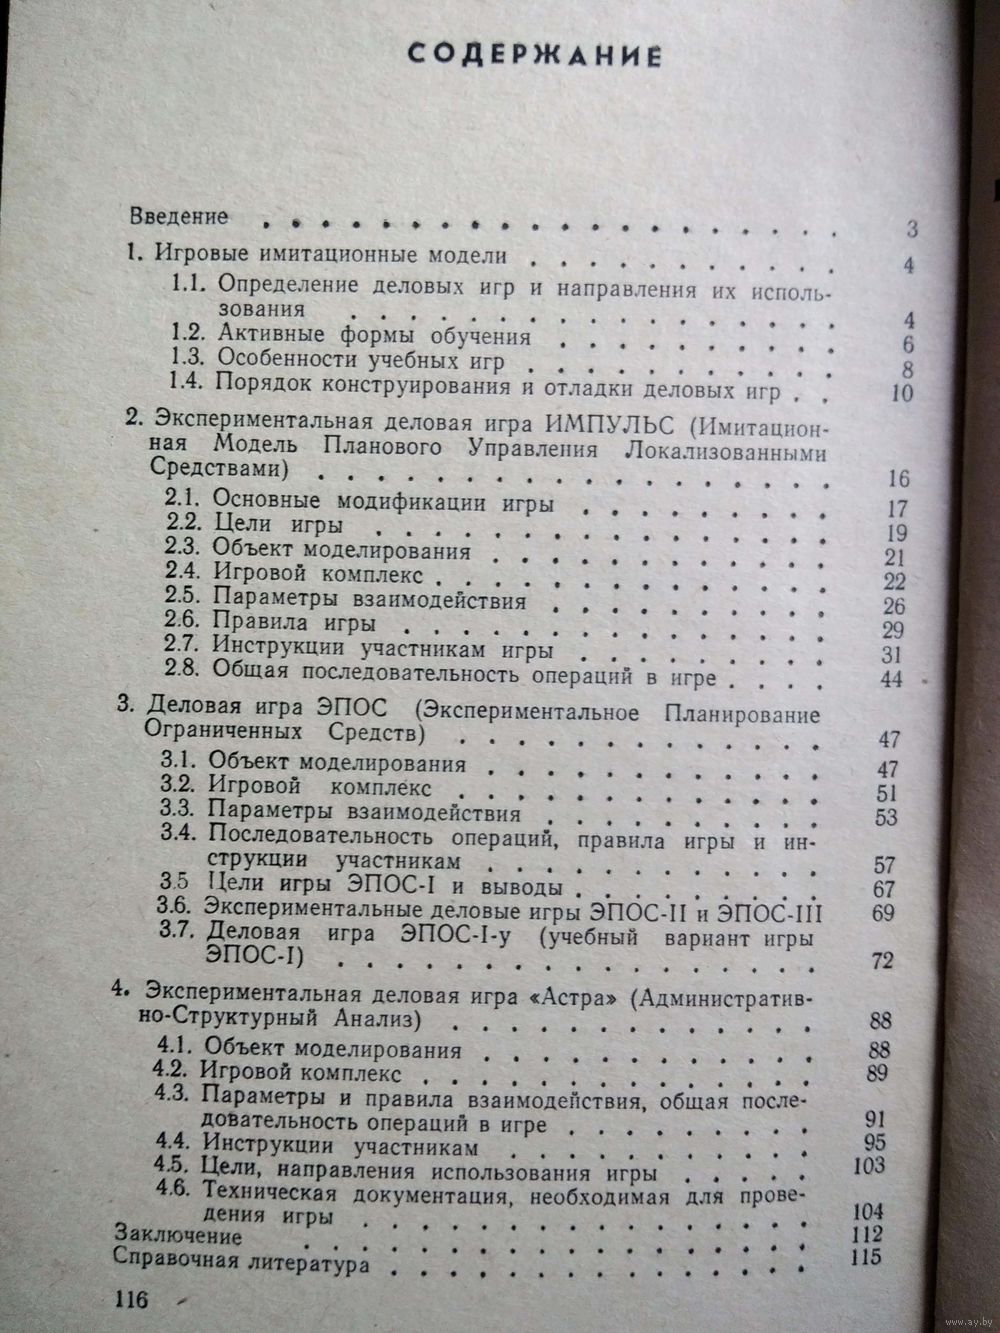 СОДЕРЖАНИЕ
Введение . . . . . . . . . . . . . . . . . . . . 3
1. Игровые имитационные модели . . . . . . . . . . . 4
1.1. Определение деловых игр и направления их исполь-
зования . . . . . . . . . . . . . . . . . 4
1.2. Активные формы обучения . . . . . . . . . . 6
1.3. Особенности учебных игр . . . . . . . . . . . 8
1.4. Порядок конструирования и отладки деловых игр . . 10
2. Экспериментальная деловая игра ИМПУЛЬС (Имитацион-
ная Модель Планового Управления Локализованными
Средствами) . . . . . . . . . . . . . . . . . . . 16
2.1. Основные модификации игры . . . . . . . . . 17
2.2. Цели игры . . . . . . . . . . . . . . . . 19
2.3. Объект моделирования . . . . . . . . . . . . 21
2.4. Игровой комплекс . . . . . . . . . . . . . . 22
2.5. Параметры взаимодействия . . . . . . . . . . 26
2.6. Правила игры . . . . . . . . . . . . . . . 29
2.7. Инструкции участникам игры . . . . . . . . . 31
2.8. Общая последовательность операций в игре . . . . 44
3. Деловая игра ЭПОС (Экспериментальное Планирование
Ограниченных Средств) . . . . . . . . . . . . . 47
3.1. Объект моделирования . . . . . . . . . . . . 47
3.2. Игровой комплекс . . . . . . . . . . . . . 51
3.3. Параметры взаимодействия . . . . . . . . . . 53
3.4. Последовательность операций, правила игры и ин-
струкции участникам . . . . . . . . . . . . 57
3.5 Цели игры ЭПОС-I и выводы . . . . . . . . . 67
3.6. Экспериментальные деловые игры ЭПОС-II и ЭПОС-III 69
3.7. Деловая игра ЭПОС-I-у (учебный вариант игры
ЭПОС-I) . . . . . . . . . . . . . . . . . 72
4. Экспериментальная деловая игра «Астра» (Административ-
но-Структурный Анализ) . . . . . . . . . . . . . 88
4.1. Объект моделирования . . . . . . . . . . . . 88
4.2. Игровой комплекс . . . . . . . . . . . . . . 89
4.3. Параметры и правила взаимодействия, общая после-
довательность операций в игре . . . . . . . . . 91
4.4. Инструкции участникам . . . . . . . . . . . 95
4.5. Цели, направления использования игры . . . . . 103
4.6. Техническая документация, необходимая для прове-
дения игры . . . . . . . . . . . . . . . . 104
Заключение . . . . . . . . . . . . . . . . . . 112
Справочная литература . . . . . . . . . . . . . . . 115
116
www.ay.by